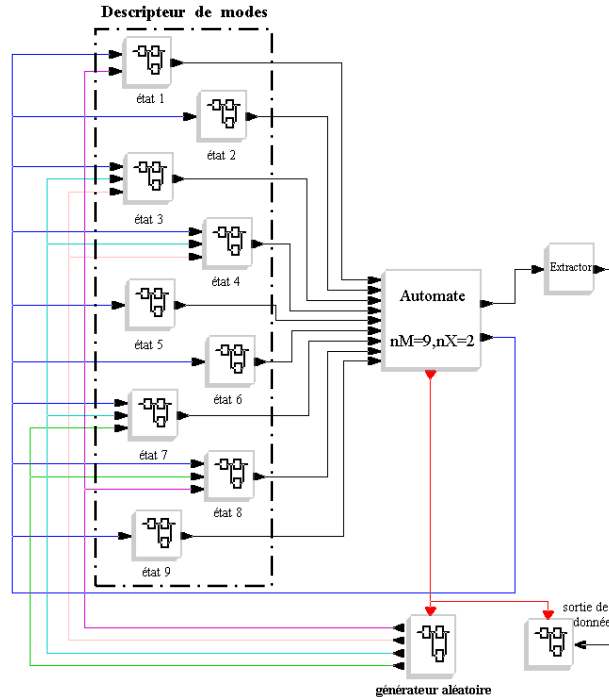 Descripteur de modes
état 1
état 2
état 3
état 4
état 5
état 6
état 7
état 8
état 9
Automate
nM=9,nX=2
Extractor
sortie de
donnée
générateur aléatoire